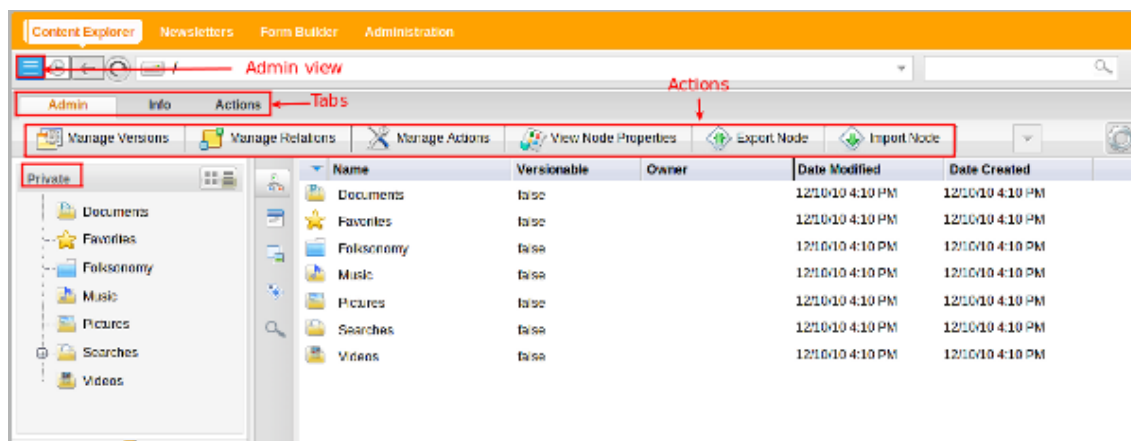 Content Explorer Newsletters Form Builder Administration
/ Admin view
Actions
Admin Info Actions Tabs
Manage Versions Manage Relations Manage Actions View Node Properties Export Node Import Node
Private
Documents
Favorites
Folksonomy
Music
Pictures
Searches
Videos
Name Versionable Owner Date Modified Date Created
Documents false 12/10/10 4:10 PM 12/10/10 4:10 PM
Favorites false 12/10/10 4:10 PM 12/10/10 4:10 PM
Folksonomy false 12/10/10 4:10 PM 12/10/10 4:10 PM
Music false 12/10/10 4:10 PM 12/10/10 4:10 PM
Pictures false 12/10/10 4:10 PM 12/10/10 4:10 PM
Searches false 12/10/10 4:10 PM 12/10/10 4:10 PM
Videos false 12/10/10 4:10 PM 12/10/10 4:10 PM